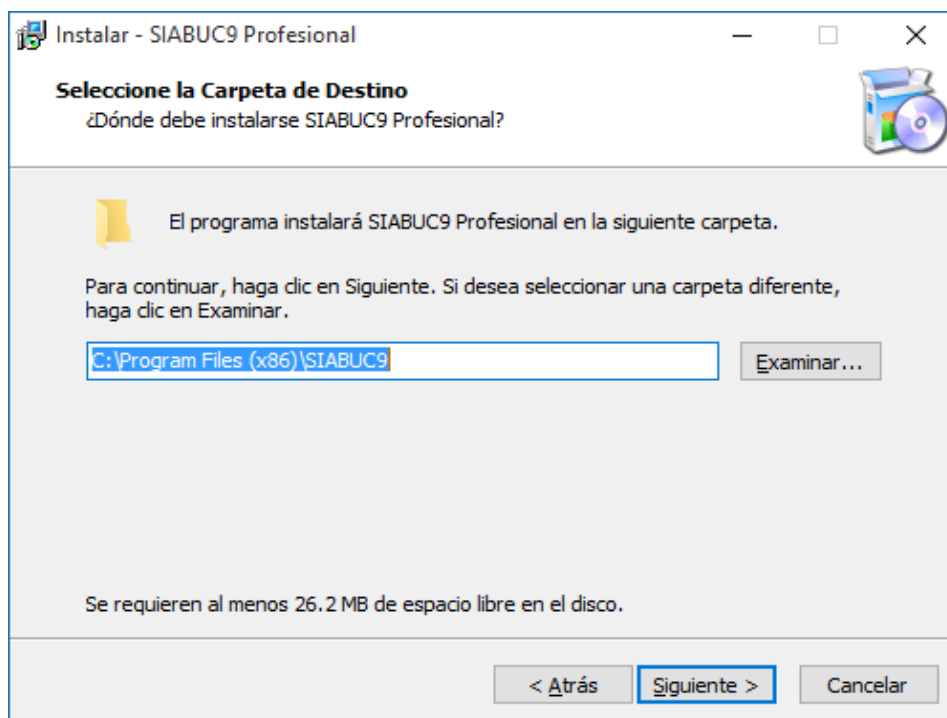 Instalar - SIABUC9 Profesional
Seleccione la Carpeta de Destino
¿Dónde debe instalarse SIABUC9 Profesional?
El programa instalará SIABUC9 Profesional en la siguiente carpeta.
Para continuar, haga clic en Siguiente. Si desea seleccionar una carpeta diferente,
haga clic en Examinar.
C:\Program Files (x86)\SIABUC9
Examinar...
Se requieren al menos 26.2 MB de espacio libre en el disco.
< Atrás
Siguiente >
Cancelar